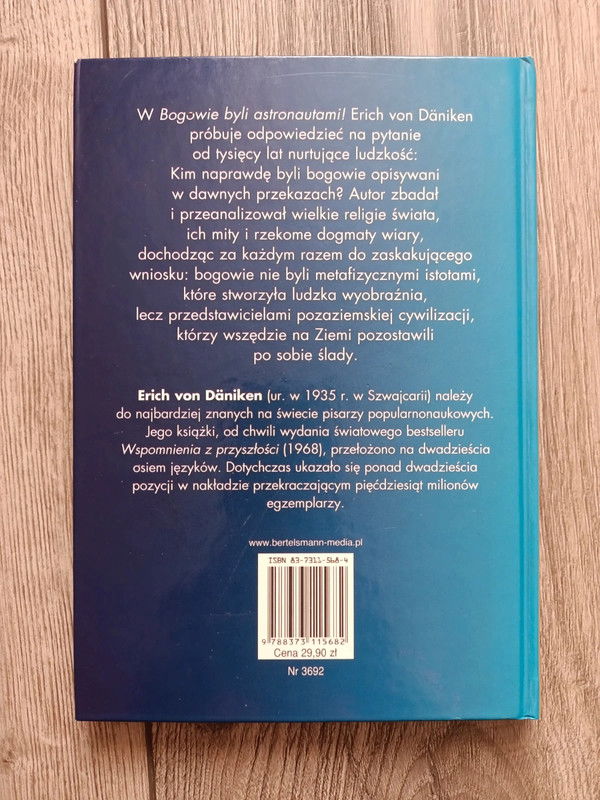 W Bogowie byli astronautami! Erich von Däniken
próbuje odpowiedzieć na pytanie
od tysięcy lat nurtujące ludzkość:
Kim naprawdę byli bogowie opisywani
w dawnych przekazach? Autor zbadał
i przeanalizował wielkie religie świata,
ich mity i rzekome dogmaty wiary,
dochodząc za każdym razem do zaskakującego
wniosku: bogowie nie byli metafizycznymi istotami,
które stworzyła ludzka wyobraźnia,
lecz przedstawicielami pozaziemskiej cywilizacji,
którzy wszędzie na Ziemi pozostawili
po sobie ślady.
Erich von Däniken (ur. w 1935 r. w Szwajcarii) należy
do najbardziej znanych na świecie pisarzy popularnonaukowych.
Jego książki, od chwili wydania światowego bestselleru
Wspomnienia z przyszłości (1968), przełożono na dwadzieścia
osiem języków. Dotychczas ukazało się ponad dwadzieścia
pozycji w nakładzie przekraczającym pięćdziesiąt milionów
egzemplarzy.
www.bertelsmann-media.pl
ISBN 83-7311-568-4
9 788373 115682
Cena 29,90 zł
Nr 3692